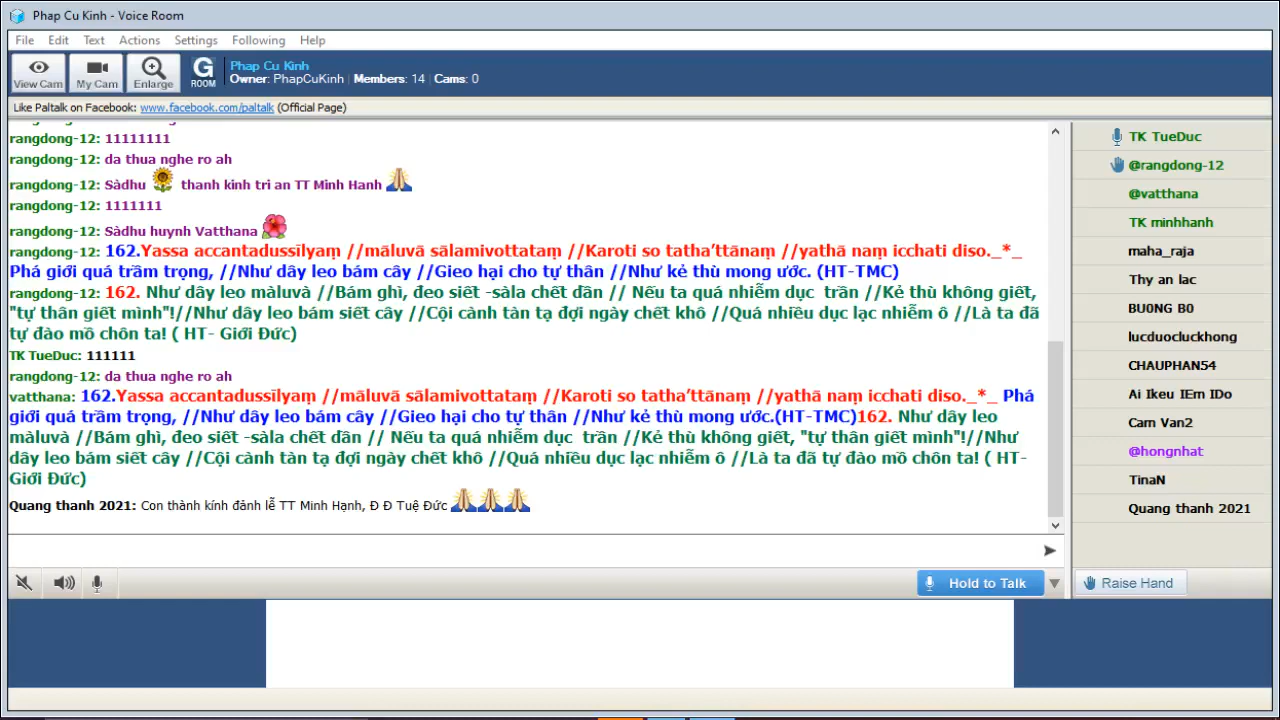 Phap Cu Kinh - Voice Room
File Edit Text Actions Settings Following Help
View Cam My Cam Enlarge G ROOM
Phap Cu Kinh
Owner: PhapCuKinh | Members: 14 | Cams: 0
Like Paltalk on Facebook: www.facebook.com/paltalk (Official Page)
rangdong-12: 11111111
rangdong-12: da thua nghe ro ah
rangdong-12: Sàdhu thanh kinh tri an TT Minh Hanh
rangdong-12: 1111111
rangdong-12: Sàdhu huynh Vatthana
rangdong-12: 162.Yassa accantadussīlyaṃ //māluvā sālamivottataṃ //Karoti so tatha’ttānaṃ //yathā naṃ icchati diso._*_
Phá giới quá trầm trọng, //Như dây leo bám cây //Gieo hại cho tự thân //Như kẻ thù mong ước. (HT-TMC)
rangdong-12: 162. Như dây leo màluvà //Bám ghì, đeo siết -sàla chết dần // Nếu ta quá nhiễm dục trần //Kẻ thù không giết,
"tự thân giết mình"!//Như dây leo bám siết cây //Cội cành tàn tạ đợi ngày chết khô //Quá nhiều dục lạc nhiễm ô //Là ta đã
tự đào mồ chôn ta! ( HT- Giới Đức)
TK TueDuc: 111111
rangdong-12: da thua nghe ro ah
vatthana: 162.Yassa accantadussīlyaṃ //māluvā sālamivottataṃ //Karoti so tatha’ttānaṃ //yathā naṃ icchati diso._*_ Phá
giới quá trầm trọng, //Như dây leo bám cây //Gieo hại cho tự thân //Như kẻ thù mong ước.(HT-TMC)162. Như dây leo
màluvà //Bám ghì, đeo siết -sàla chết dần // Nếu ta quá nhiễm dục trần //Kẻ thù không giết, "tự thân giết mình"!//Như
dây leo bám siết cây //Cội cành tàn tạ đợi ngày chết khô //Quá nhiều dục lạc nhiễm ô //Là ta đã tự đào mồ chôn ta! ( HT-
Giới Đức)
Quang thanh 2021: Con thành kính đảnh lễ TT Minh Hạnh, Đ Đ Tuệ Đức
TK TueDuc
@rangdong-12
@vatthana
TK minhhanh
maha_raja
Thy an lac
BU0NG B0
lucduocluckhong
CHAUPHAN54
Ai Ikeu IEm IDo
Cam Van2
@hongnhat
TinaN
Quang thanh 2021
Hold to Talk
Raise Hand